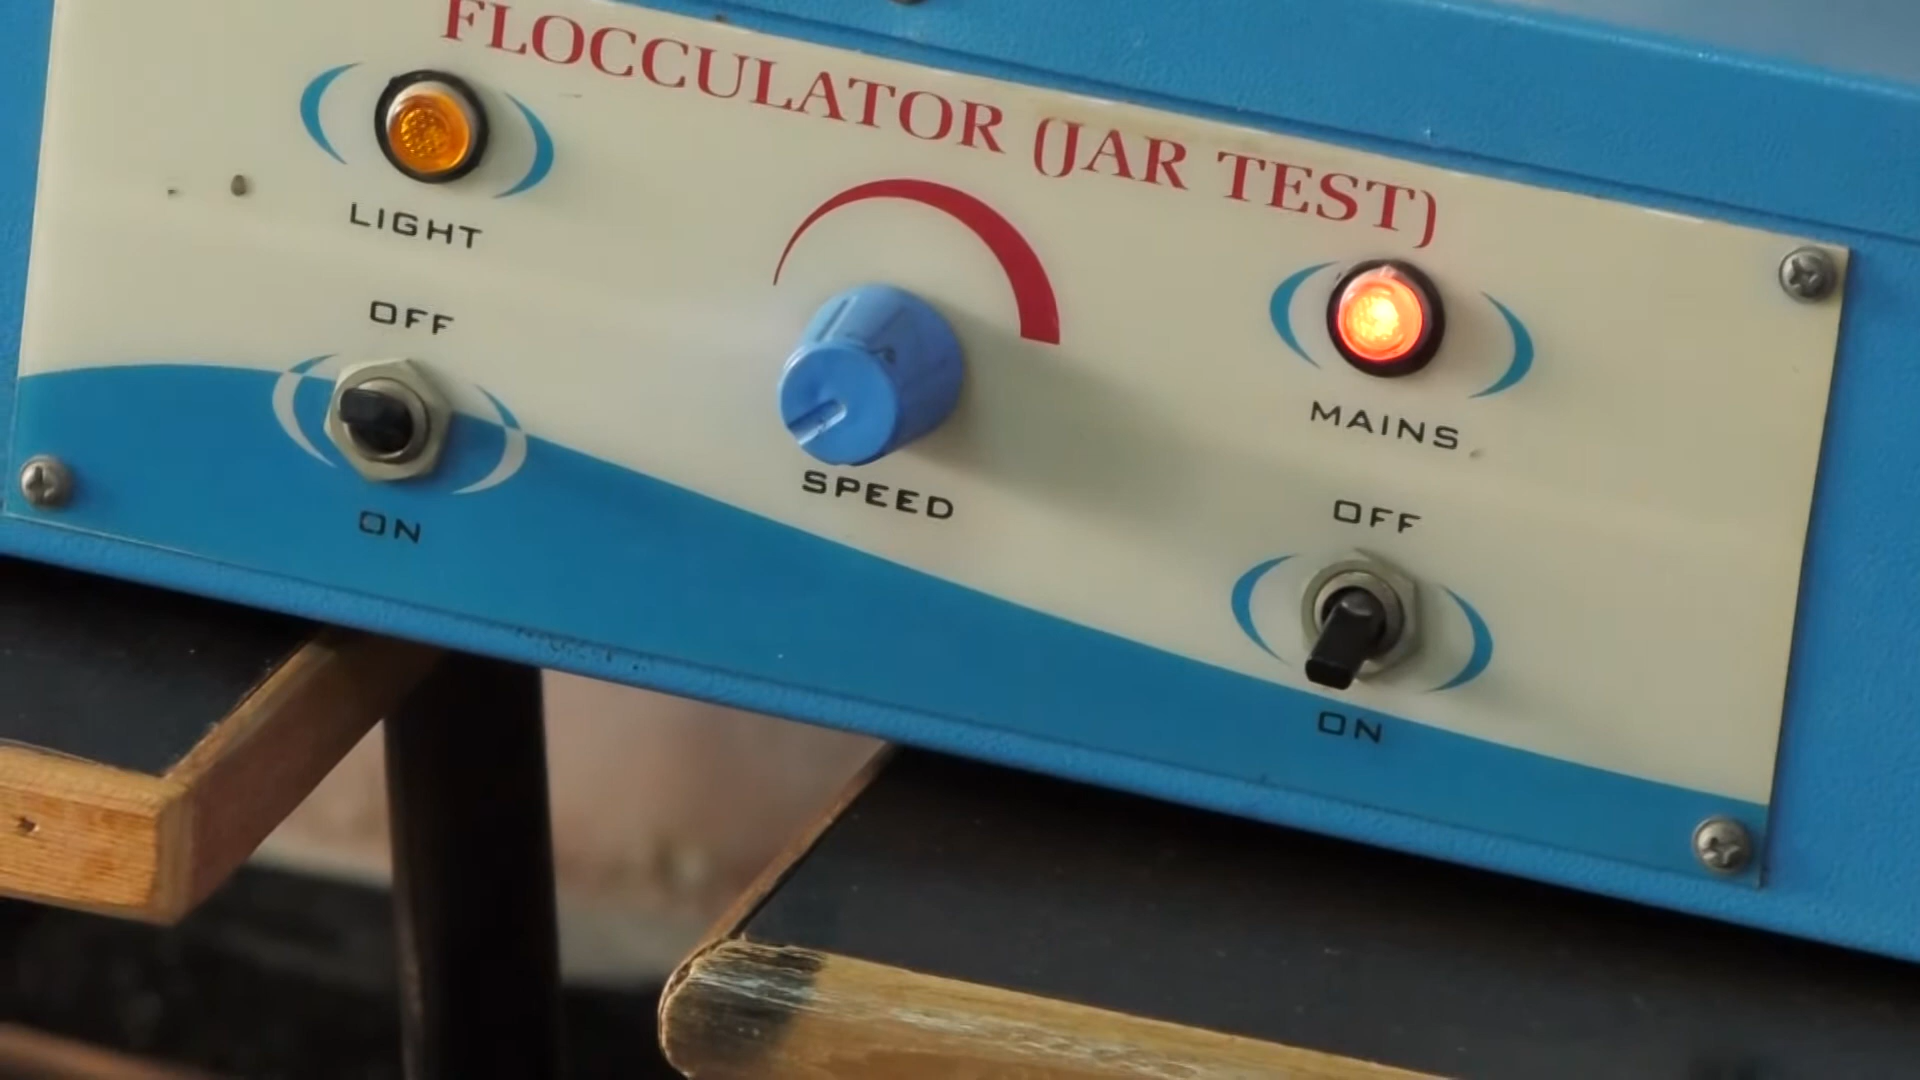 FLOCCULATOR (JAR TEST)
LIGHT
OFF
ON
SPEED
MAINS
OFF
ON